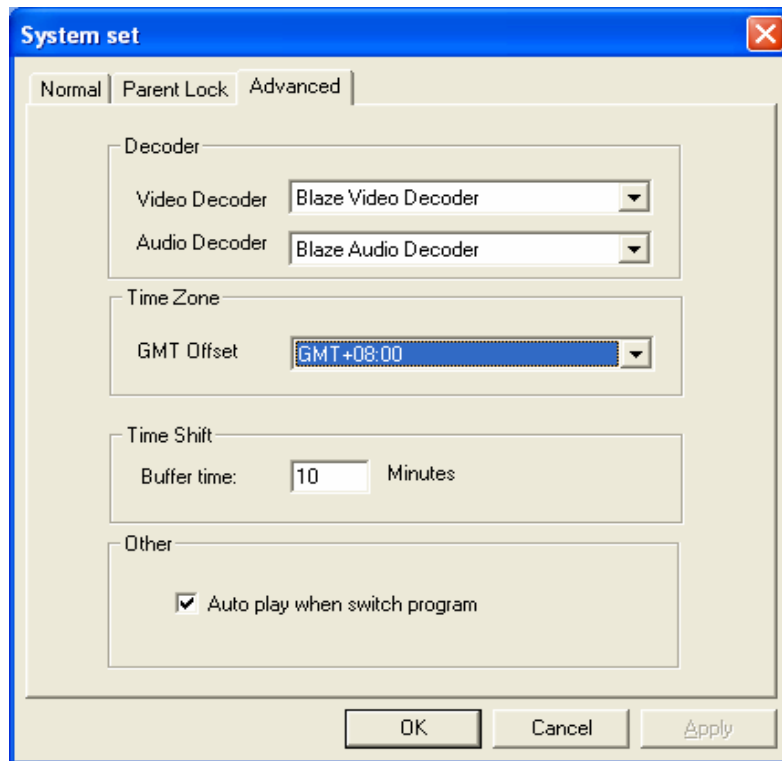 System set
Normal Parent Lock Advanced
Decoder
Video Decoder Blaze Video Decoder
Audio Decoder Blaze Audio Decoder
Time Zone
GMT Offset GMT+08:00
Time Shift
Buffer time: 10 Minutes
Other
Auto play when switch program
OK Cancel Apply